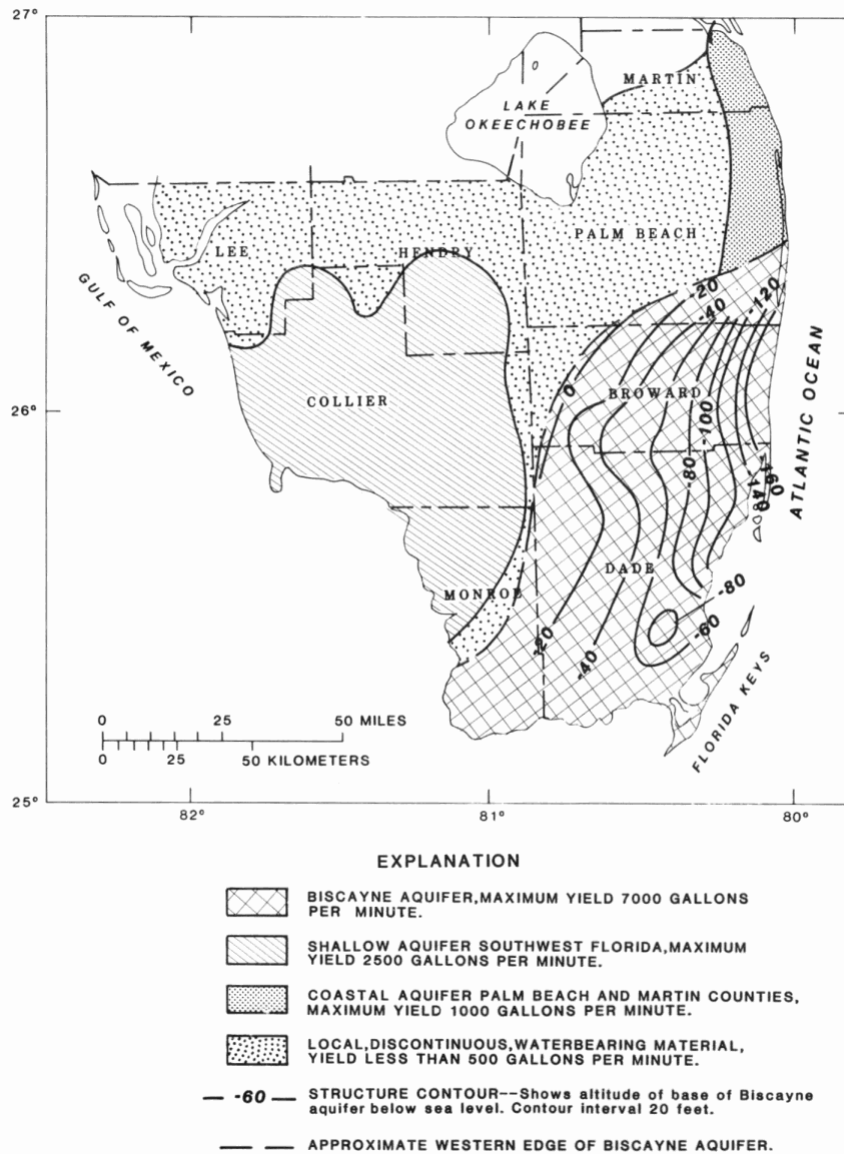 27°
MARTIN
LAKE
OKEECHOBEE
PALM BEACH
HENDRY
LEE
GULF OF MEXICO
-20
-40
-120
0
BROWARD
COLLIER
-100
-80
26°
ATLANTIC OCEAN
-160
-140
DADE
MONROE
-80
-60
-20
-40
FLORIDA KEYS
0 25 50 MILES
0 25 50 KILOMETERS
25°
82° 81° 80°
EXPLANATION
BISCAYNE AQUIFER, MAXIMUM YIELD 7000 GALLONS
PER MINUTE.
SHALLOW AQUIFER SOUTHWEST FLORIDA, MAXIMUM
YIELD 2500 GALLONS PER MINUTE.
COASTAL AQUIFER PALM BEACH AND MARTIN COUNTIES,
MAXIMUM YIELD 1000 GALLONS PER MINUTE.
LOCAL, DISCONTINUOUS, WATERBEARING MATERIAL,
YIELD LESS THAN 500 GALLONS PER MINUTE.
-60 STRUCTURE CONTOUR--Shows altitude of base of Biscayne
aquifer below sea level. Contour interval 20 feet.
APPROXIMATE WESTERN EDGE OF BISCAYNE AQUIFER.